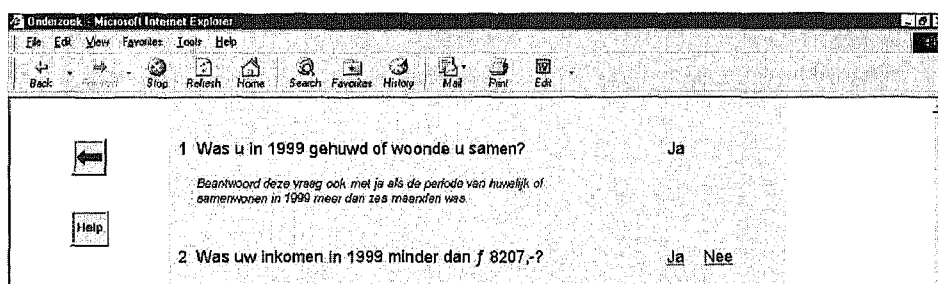 Onderzoek - Microsoft Internet Explorer
File Edit View Favorites Tools Help
Back Stop Refresh Home Search Favorites History Mail Print Edit
1 Was u in 1999 gehuwd of woonde u samen? Ja
Beantwoord deze vraag ook met ja als de periode van huwelijk of
samenwonen in 1999 meer dan zes maanden was.
Help
2 Was uw inkomen in 1999 minder dan ƒ 8207,-? Ja Nee